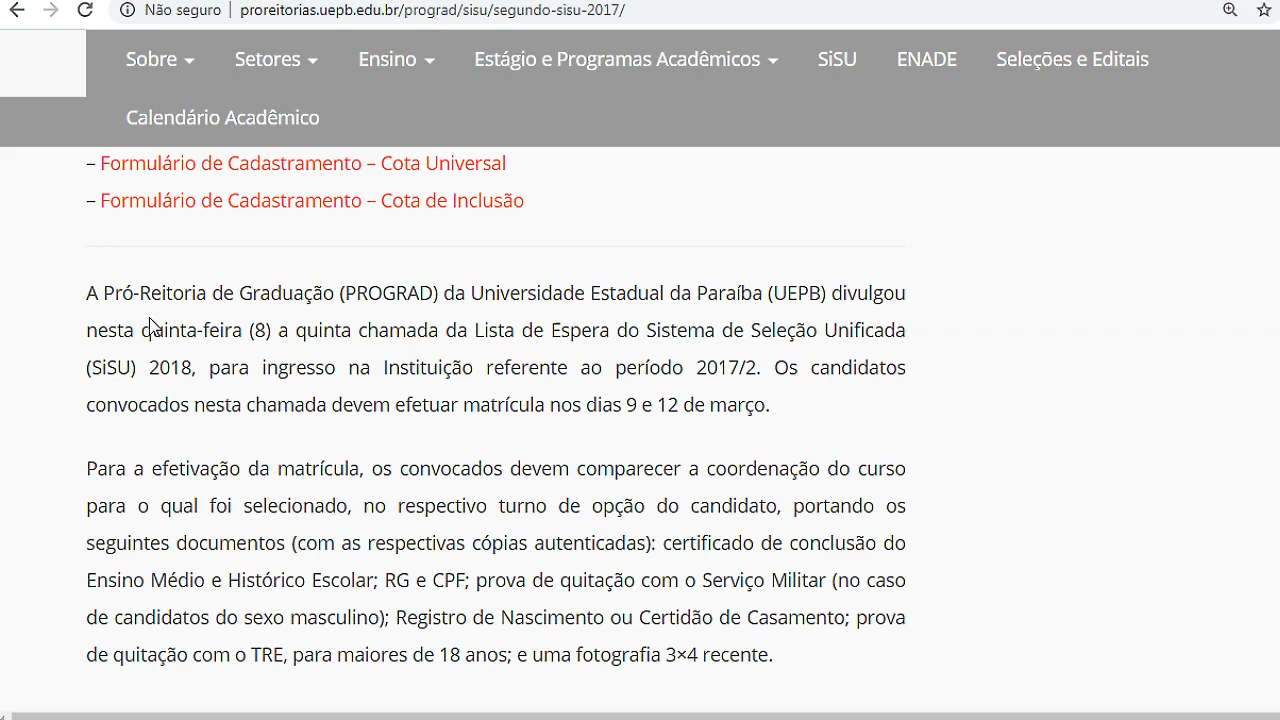 Não seguro | proreitorias.uepb.edu.br/prograd/sisu/segundo-sisu-2017/
Sobre Setores Ensino Estágio e Programas Acadêmicos SiSU ENADE Seleções e Editais
Calendário Acadêmico
– Formulário de Cadastramento – Cota Universal
– Formulário de Cadastramento – Cota de Inclusão
A Pró-Reitoria de Graduação (PROGRAD) da Universidade Estadual da Paraíba (UEPB) divulgou
nesta quinta-feira (8) a quinta chamada da Lista de Espera do Sistema de Seleção Unificada
(SiSU) 2018, para ingresso na Instituição referente ao período 2017/2. Os candidatos
convocados nesta chamada devem efetuar matrícula nos dias 9 e 12 de março.
Para a efetivação da matrícula, os convocados devem comparecer a coordenação do curso
para o qual foi selecionado, no respectivo turno de opção do candidato, portando os
seguintes documentos (com as respectivas cópias autenticadas): certificado de conclusão do
Ensino Médio e Histórico Escolar; RG e CPF; prova de quitação com o Serviço Militar (no caso
de candidatos do sexo masculino); Registro de Nascimento ou Certidão de Casamento; prova
de quitação com o TRE, para maiores de 18 anos; e uma fotografia 3×4 recente.